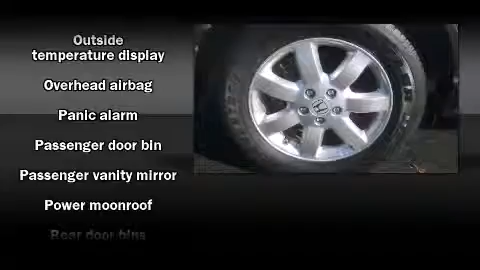 Outside
temperature display
Overhead airbag
Panic alarm
Passenger door bin
Passenger vanity mirror
Power moonroof
Rear door bins